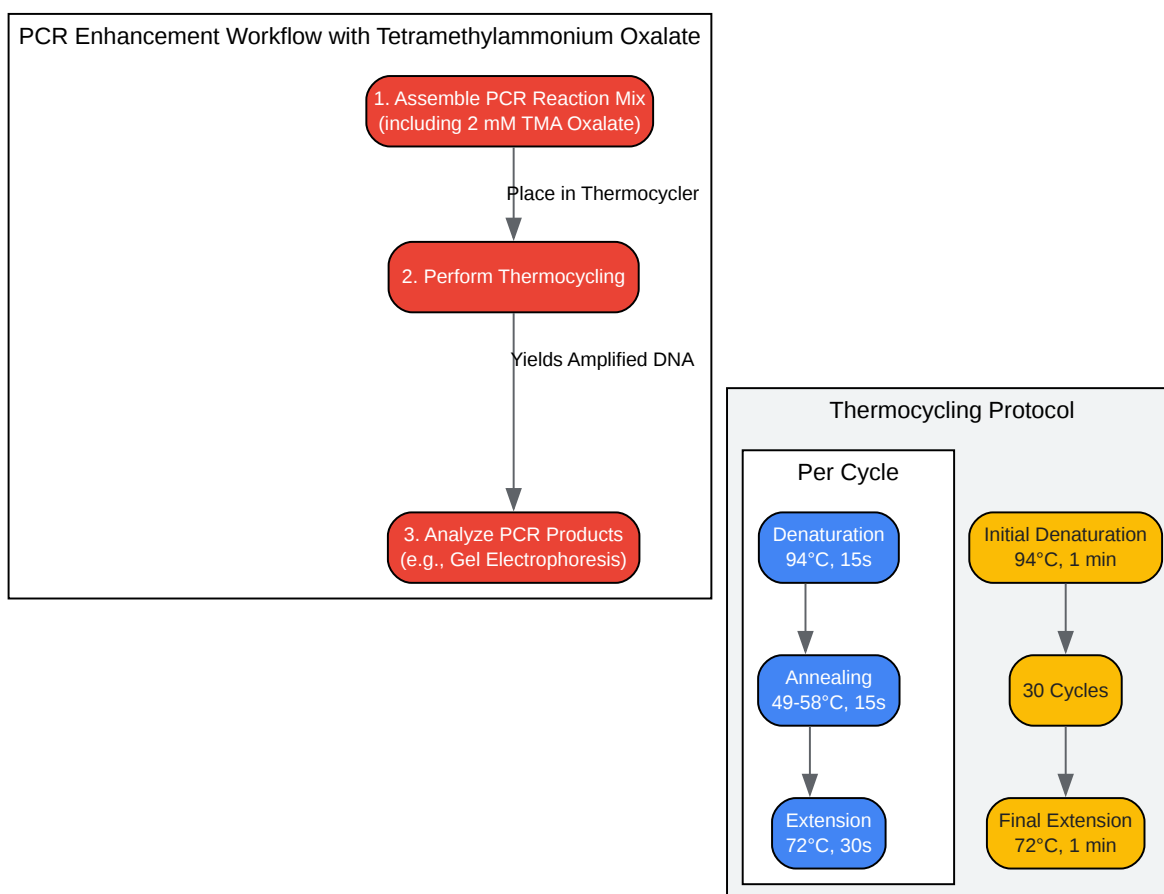 PCR Enhancement Workflow with Tetramethylammonium Oxalate
1. Assemble PCR Reaction Mix
(including 2 mM TMA Oxalate)
Place in Thermocycler
2. Perform Thermocycling
Yields Amplified DNA
3. Analyze PCR Products
(e.g., Gel Electrophoresis)
Thermocycling Protocol
Per Cycle
Denaturation
94°C, 15s
Annealing
49-58°C, 15s
Extension
72°C, 30s
Initial Denaturation
94°C, 1 min
30 Cycles
Final Extension
72°C, 1 min